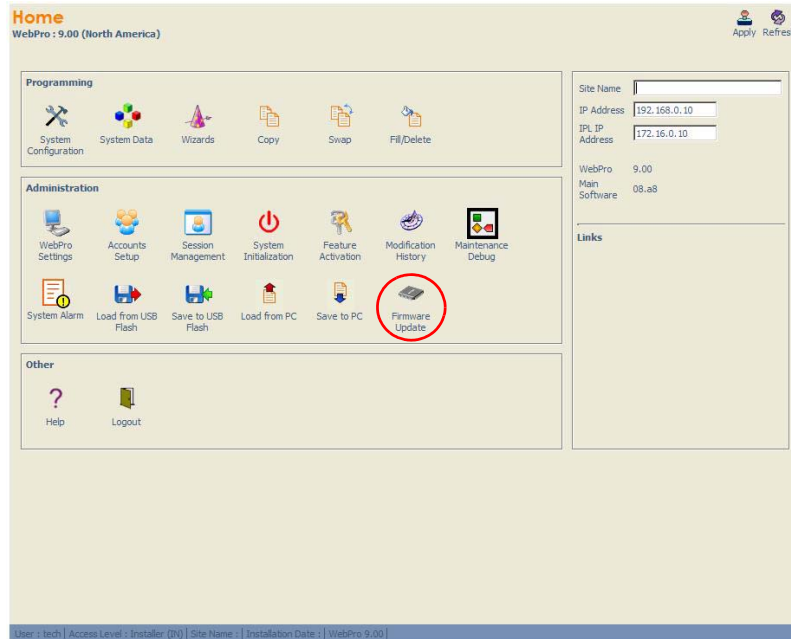 Home
WebPro : 9.00 (North America)
Apply Refres
Programming
System Configuration
System Data
Wizards
Copy
Swap
Fill/Delete
Administration
WebPro Settings
Accounts Setup
Session Management
System Initialization
Feature Activation
Modification History
Maintenance Debug
System Alarm
Load from USB Flash
Save to USB Flash
Load from PC
Save to PC
Firmware Update
Other
?
Help
Logout
Site Name
IP Address 192.168.0.10
IPL IP Address 172.16.0.10
WebPro 9.00
Main Software 08.a8
Links
User : tech | Access Level : Installer (IN) | Site Name : | Installation Date : | WebPro 9.00 |